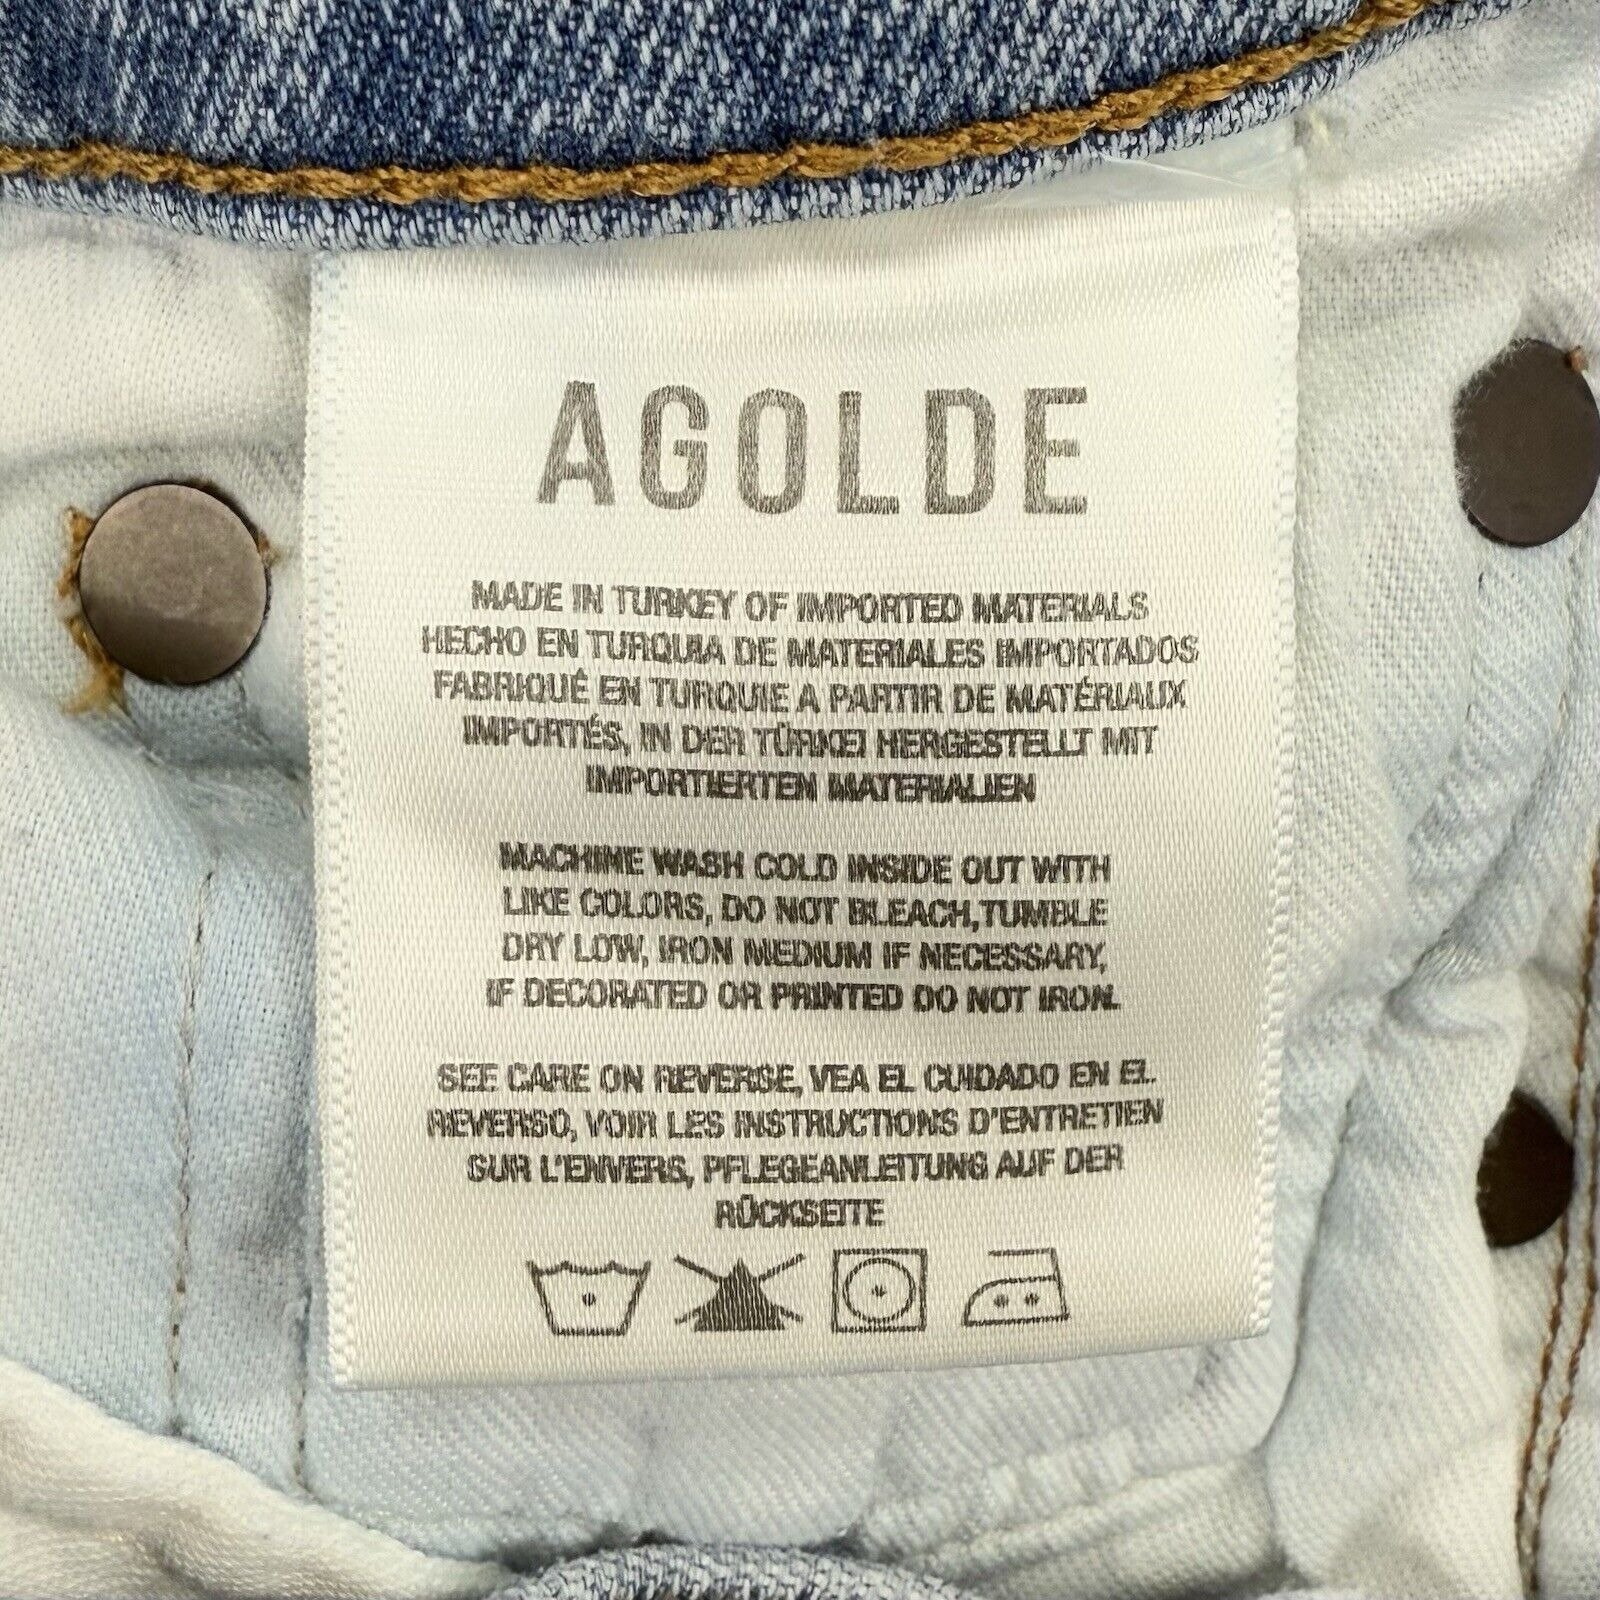 AGOLDE
MADE IN TURKEY OF IMPORTED MATERIALS
HECHO EN TURQUIA DE MATERIALES IMPORTADOS
FABRIQUÉ EN TURQUIE A PARTIR DE MATÉRIAUX
IMPORTÉS, IN DER TÜRKEI HERGESTELLT MIT
IMPORTIERTEN MATERIALIEN
MACHINE WASH COLD INSIDE OUT WITH
LIKE COLORS, DO NOT BLEACH,TUMBLE
DRY LOW, IRON MEDIUM IF NECESSARY,
IF DECORATED OR PRINTED DO NOT IRON.
SEE CARE ON REVERSE, VEA EL CUIDADO EN EL
REVERSO, VOIR LES INSTRUCTIONS D'ENTRETIEN
SUR L'ENVERS, PFLEGEANLEITUNG AUF DER
RÜCKSEITE